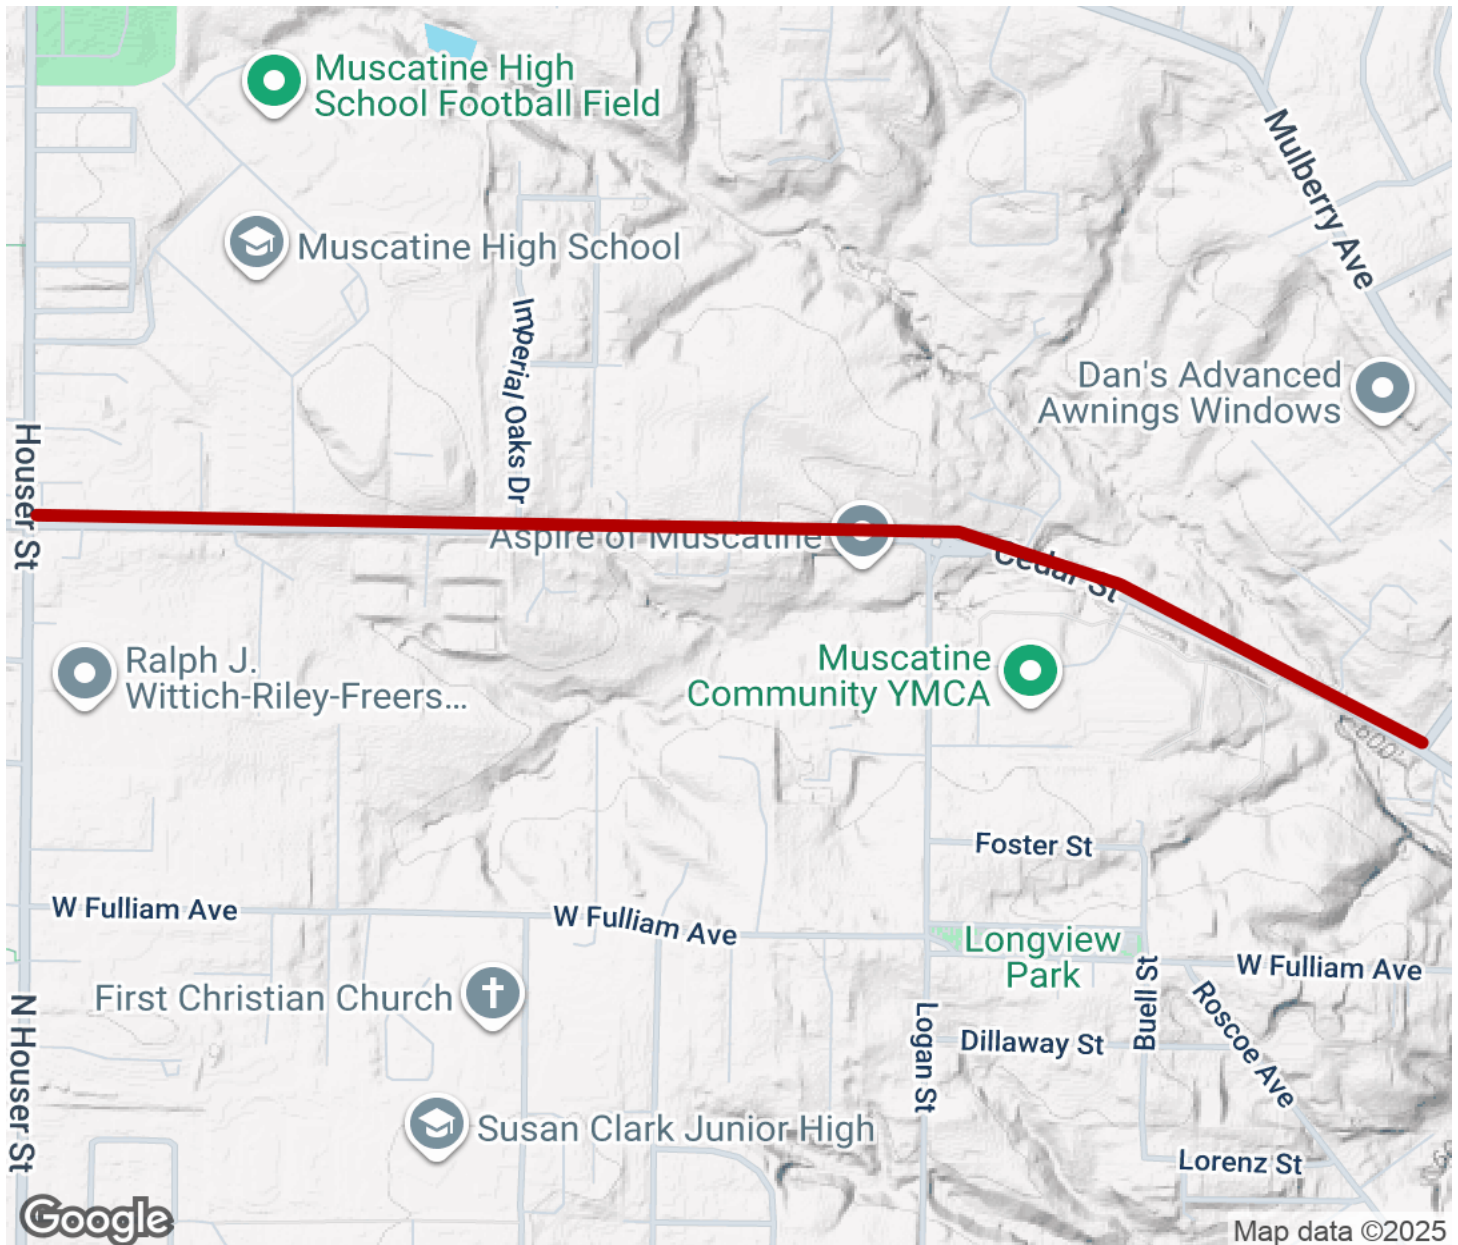 Muscatine High
School Football Field
Mulberry Ave
Muscatine High School
Imperial Oaks Dr
Dan's Advanced
Awnings Windows
Houser St
Aspire of Muscatine
Cedar St
Ralph J.
Wittich-Riley-Freers...
Muscatine
Community YMCA
600'
Foster St
W Fulliam Ave
W Fulliam Ave
Longview
Park
W Fulliam Ave
First Christian Church
N Houser St
Logan St
Dillaway St
Buell St
Roscoe Ave
Susan Clark Junior High
Lorenz St
Google
Map data ©2025